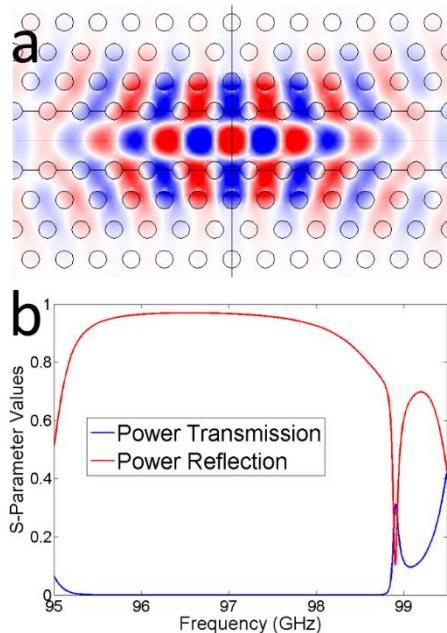 a
b
1
0.8
0.6
0.4
0.2
0
S-Parameter Values
Power Transmission
Power Reflection
95 96 97 98 99
Frequency (GHz)